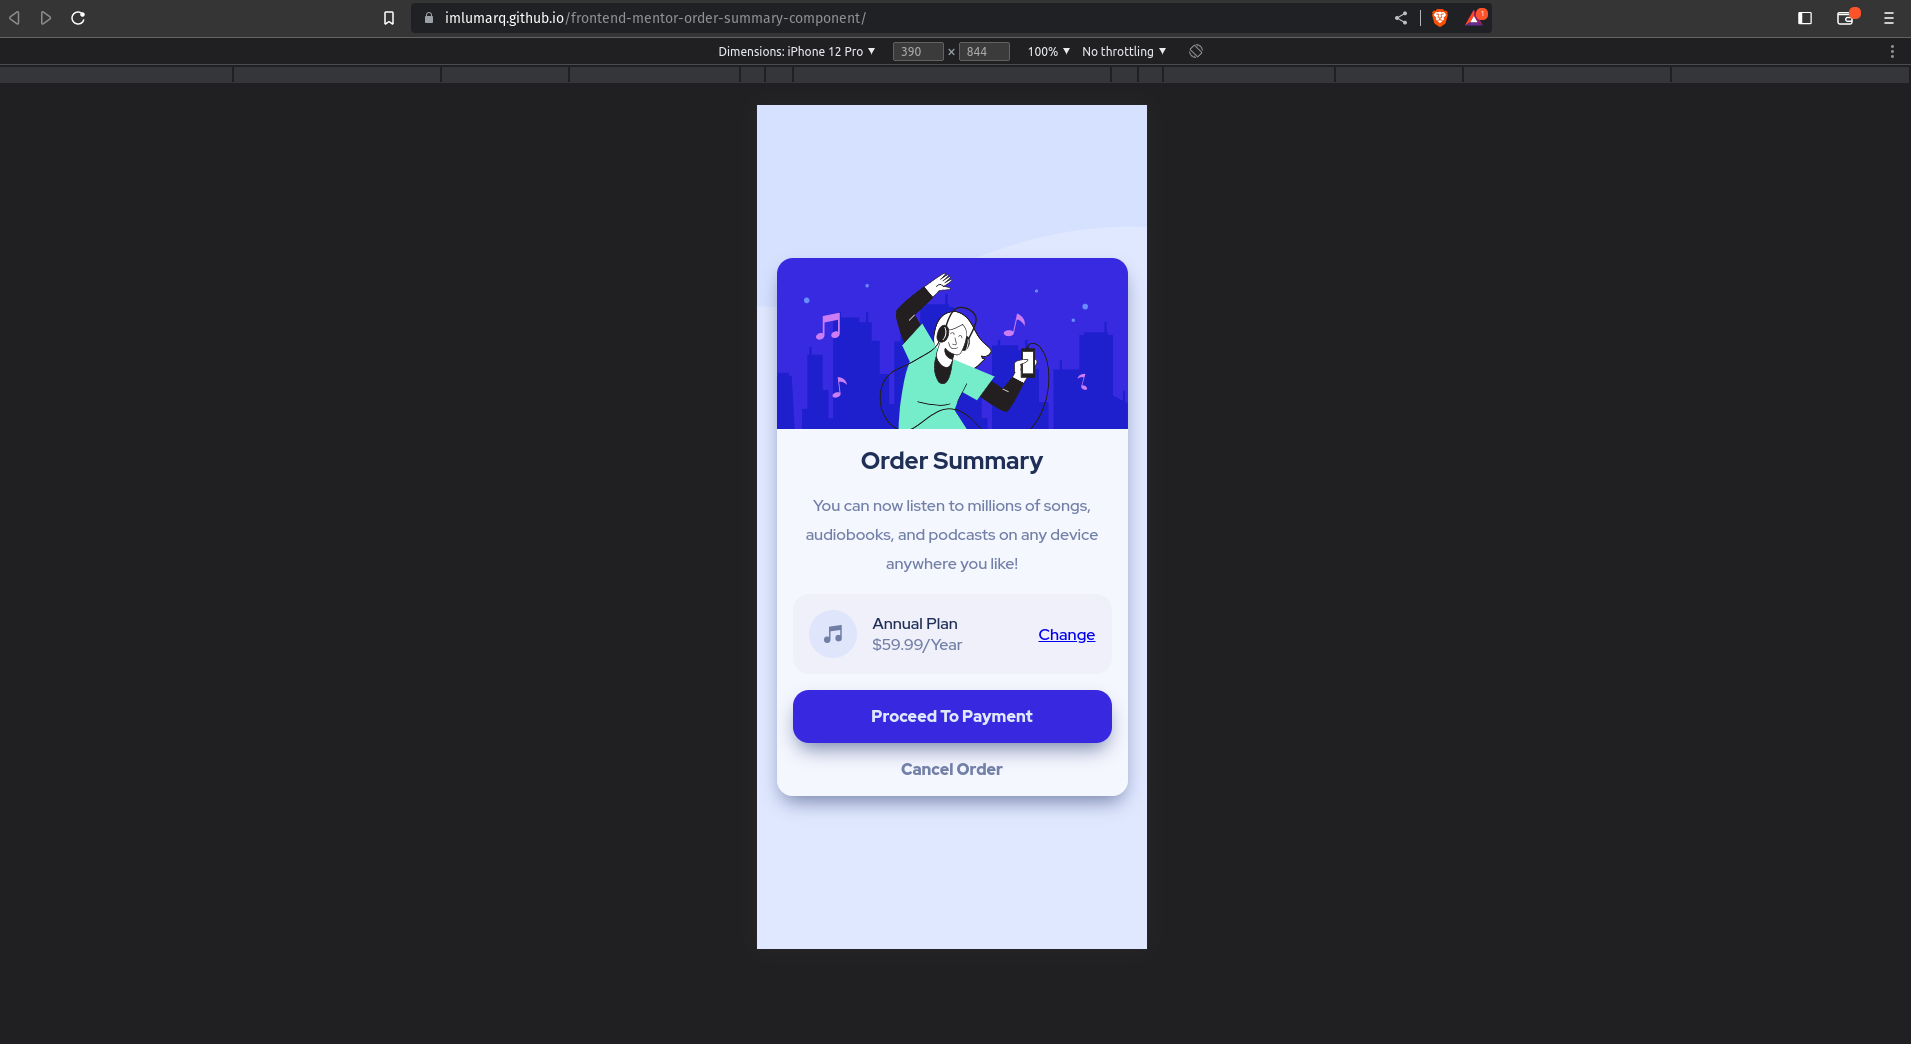 imlumarq.github.io/frontend-mentor-order-summary-component/
1
Dimensions: iPhone 12 Pro 390 × 844 100% No throttling
Order Summary
You can now listen to millions of songs,
audiobooks, and podcasts on any device
anywhere you like!
Annual Plan
$59.99/Year
Change
Proceed To Payment
Cancel Order